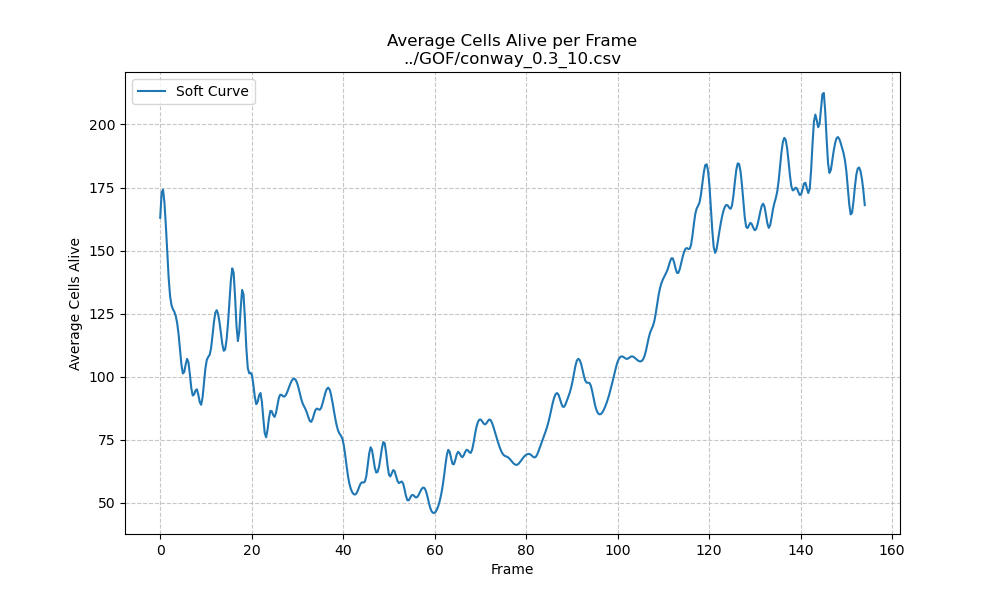 Average Cells Alive per Frame
../GOF/conway_0.3_10.csv
Soft Curve
Average Cells Alive
200
175
150
125
100
75
50
0 20 40 60 80 100 120 140 160
Frame